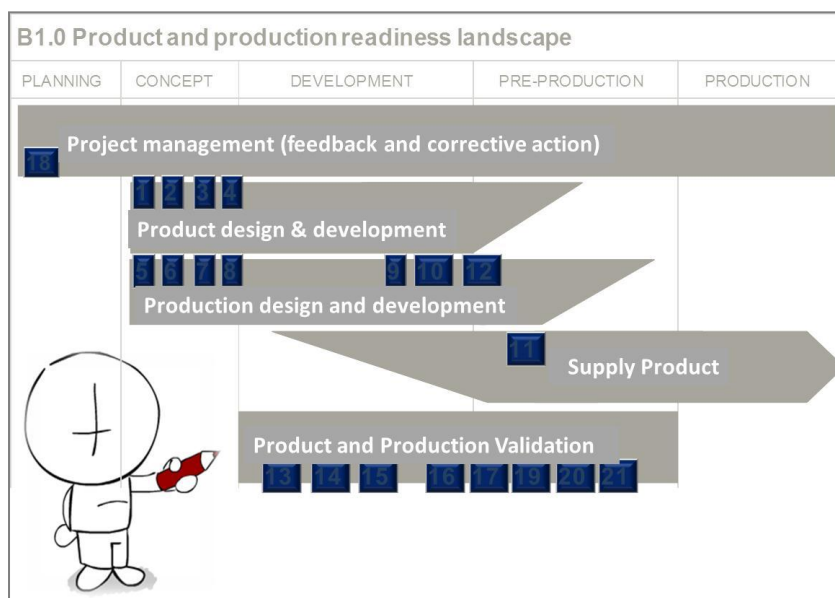 B1.0 Product and production readiness landscape
PLANNING CONCEPT DEVELOPMENT PRE-PRODUCTION PRODUCTION
Project management (feedback and corrective action)
18
1 2 3 4
Product design & development
5 6 7 8 9 10 12
Production design and development
11
Supply Product
Product and Production Validation
13 14 15 16 17 19 20 21